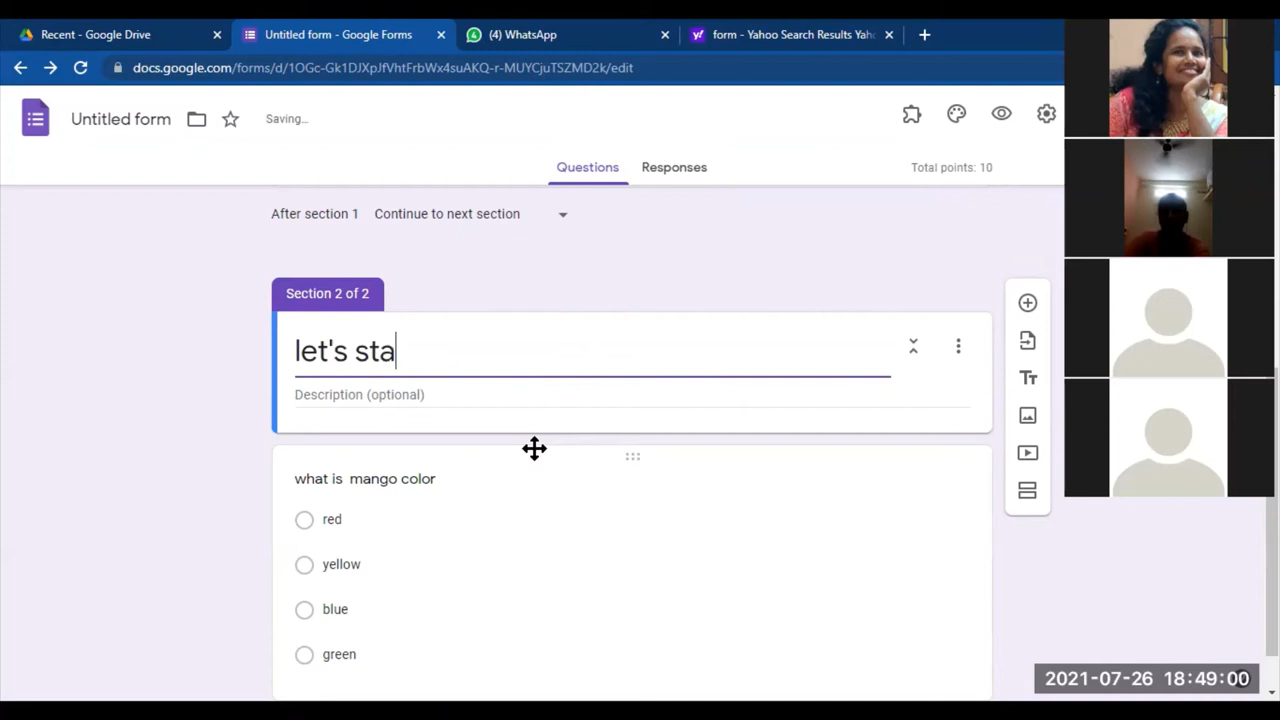 Recent - Google Drive
Untitled form - Google Forms
(4) WhatsApp
form - Yahoo Search Results Yah
docs.google.com/forms/d/1OGc-Gk1DJXpJfVhtFrbWx4suAKQ-r-MUYCjuTSZMD2k/edit
Untitled form
Saving...
Questions
Responses
Total points: 10
After section 1
Continue to next section
Section 2 of 2
let's sta
Description (optional)
what is mango color
red
yellow
blue
green
2021-07-26 18:49:00